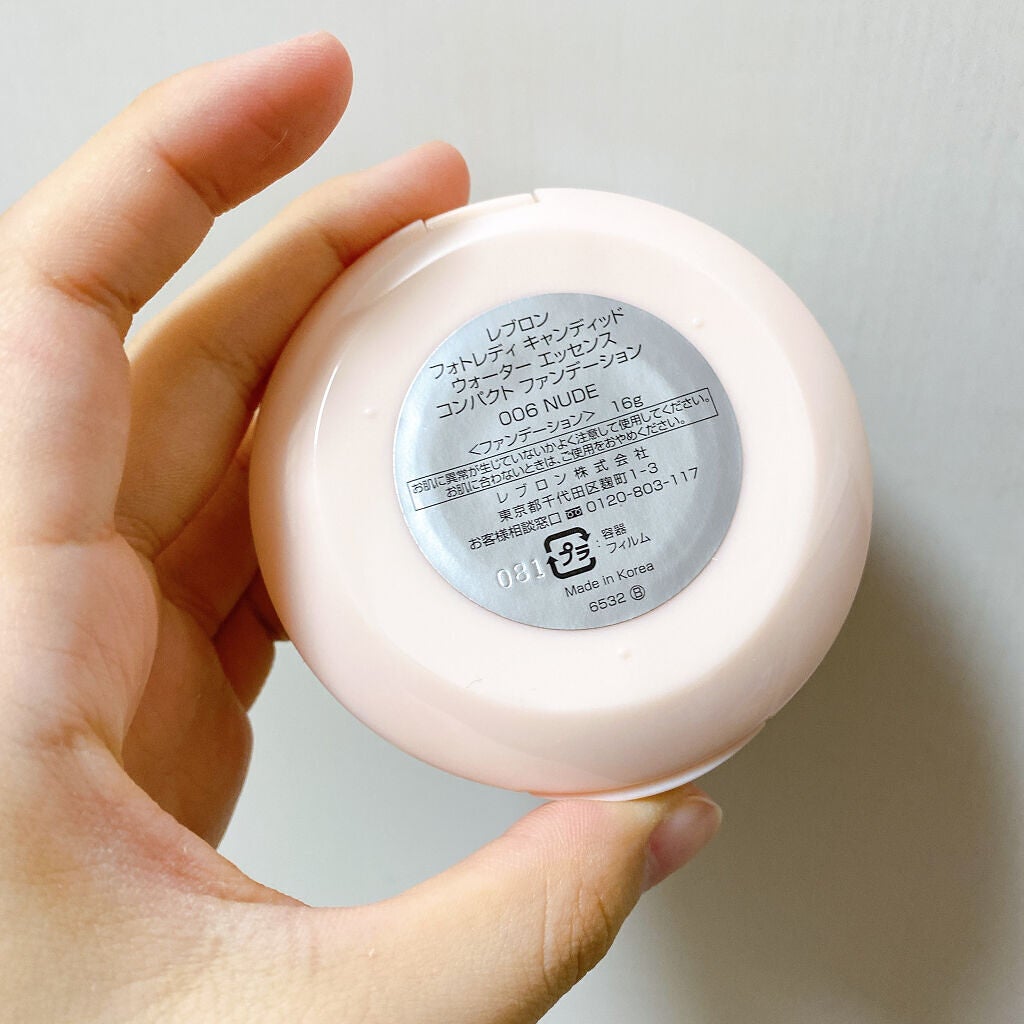 レブロン
フォトレディ キャンディッド
ウォーター エッセンス
コンパクト ファンデーション
006 NUDE
<ファンデーション> 16g
お肌に異常が生じていないかよく注意して使用してください。
お肌に合わないときは、ご使用をおやめください。
レブロン株式会社
東京都千代田区麹町1-3
お客様相談窓口 0120-803-117
プラ :容器
フィルム
081
Made in Korea
6532 Ⓑ